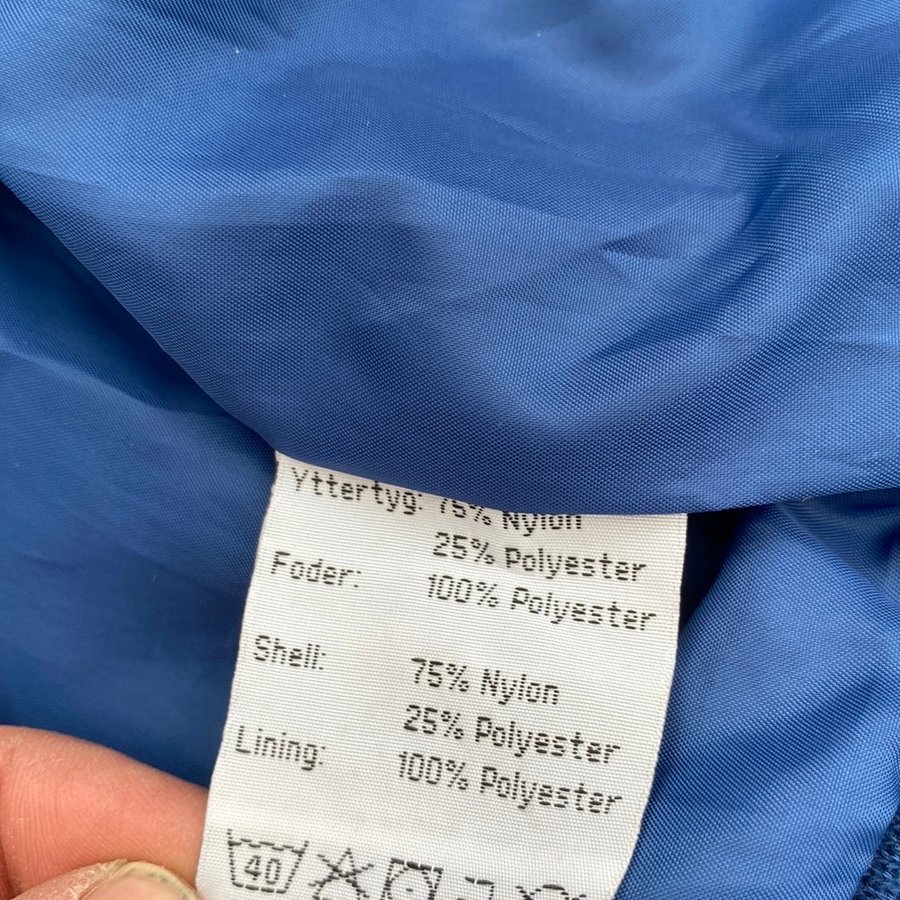 Yttertyg: 75% Nylon
25% Polyester
Foder: 100% Polyester
Shell: 75% Nylon
25% Polyester
Lining: 100% Polyester
40